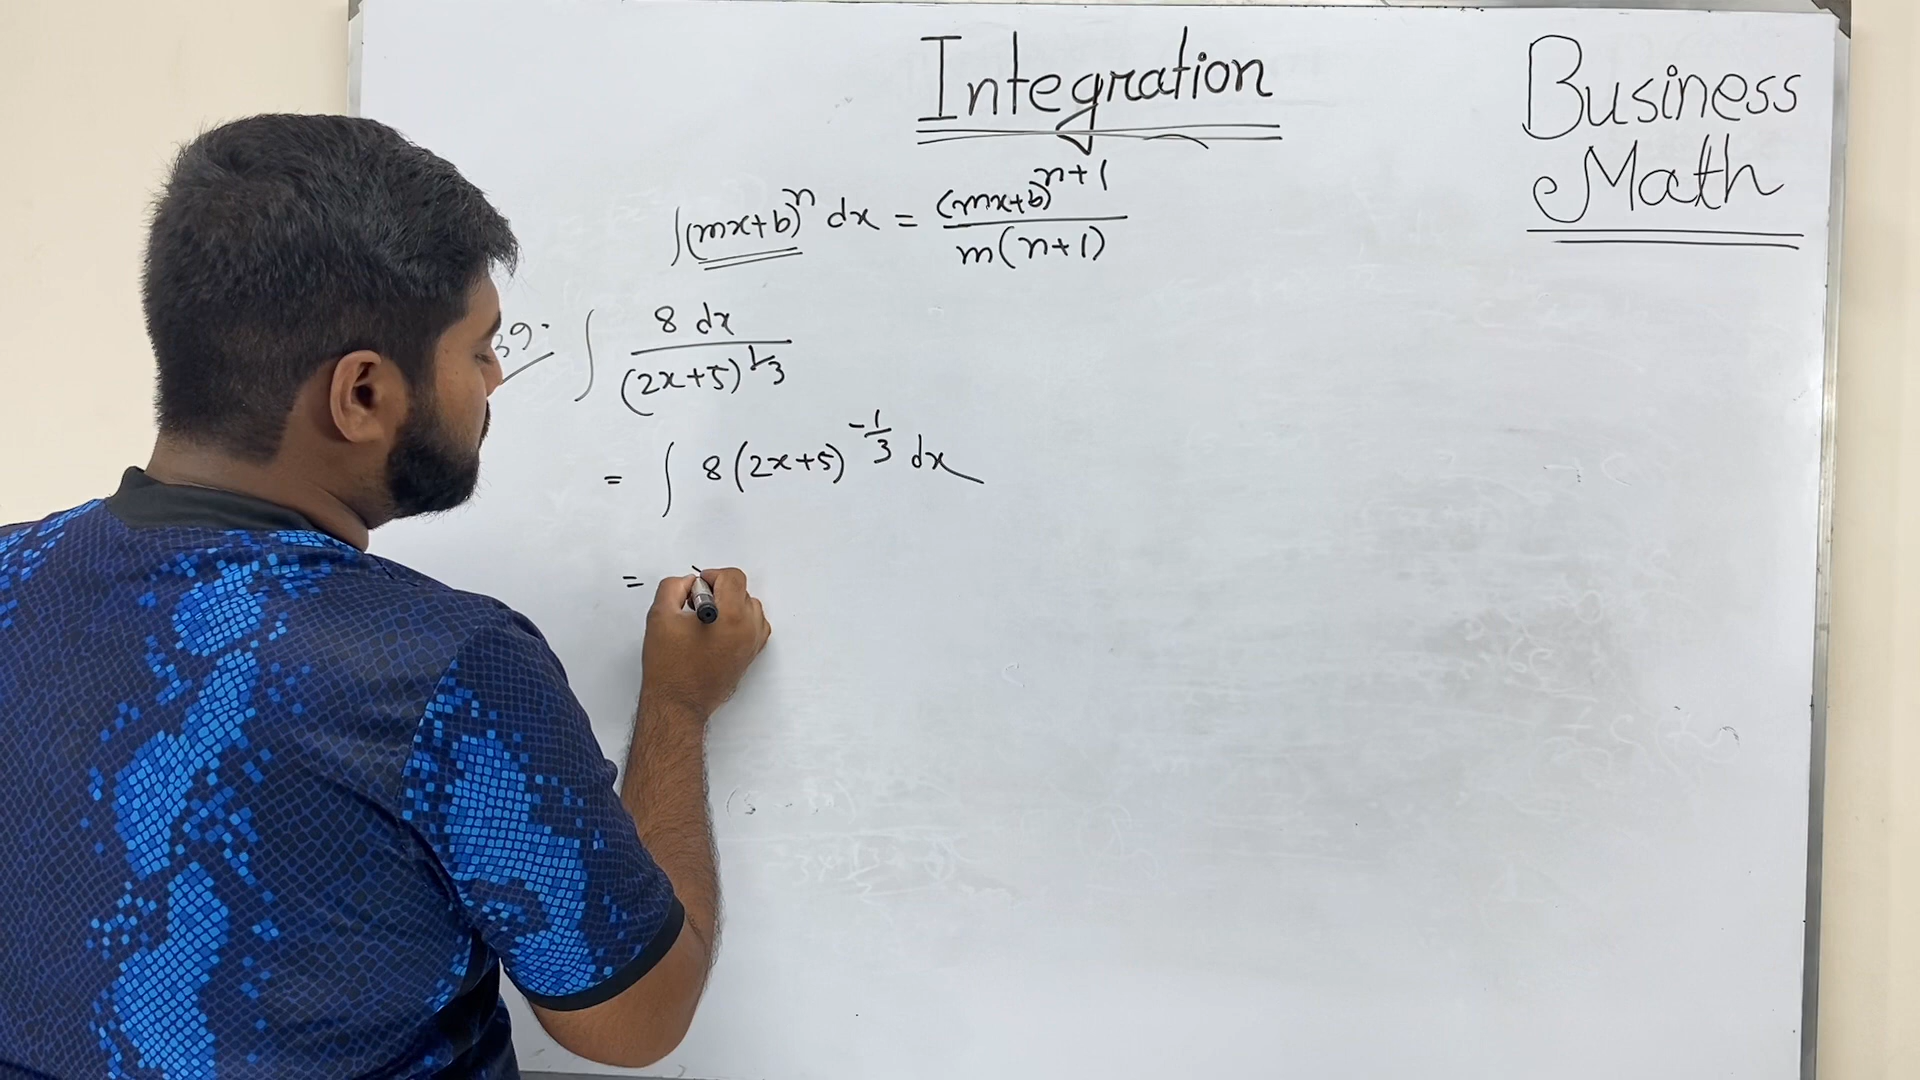 Integration
Business
Math
∫(mx+b)^n dx = (mx+b)^(n+1) / m(n+1)
39. ∫ 8 dx / (2x+5)^(1/3)
= ∫ 8(2x+5)^(-1/3) dx
=